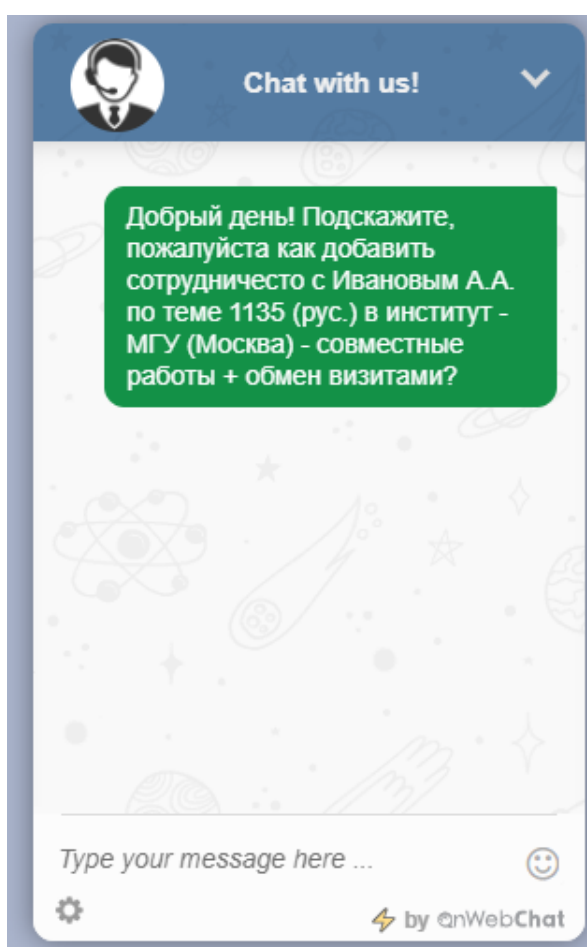 Chat with us!
Добрый день! Подскажите,
пожалуйста как добавить
сотрудничесто с Ивановым А.А.
по теме 1135 (рус.) в институт -
МГУ (Москва) - совместные
работы + обмен визитами?
Type your message here ...
by OnWebChat